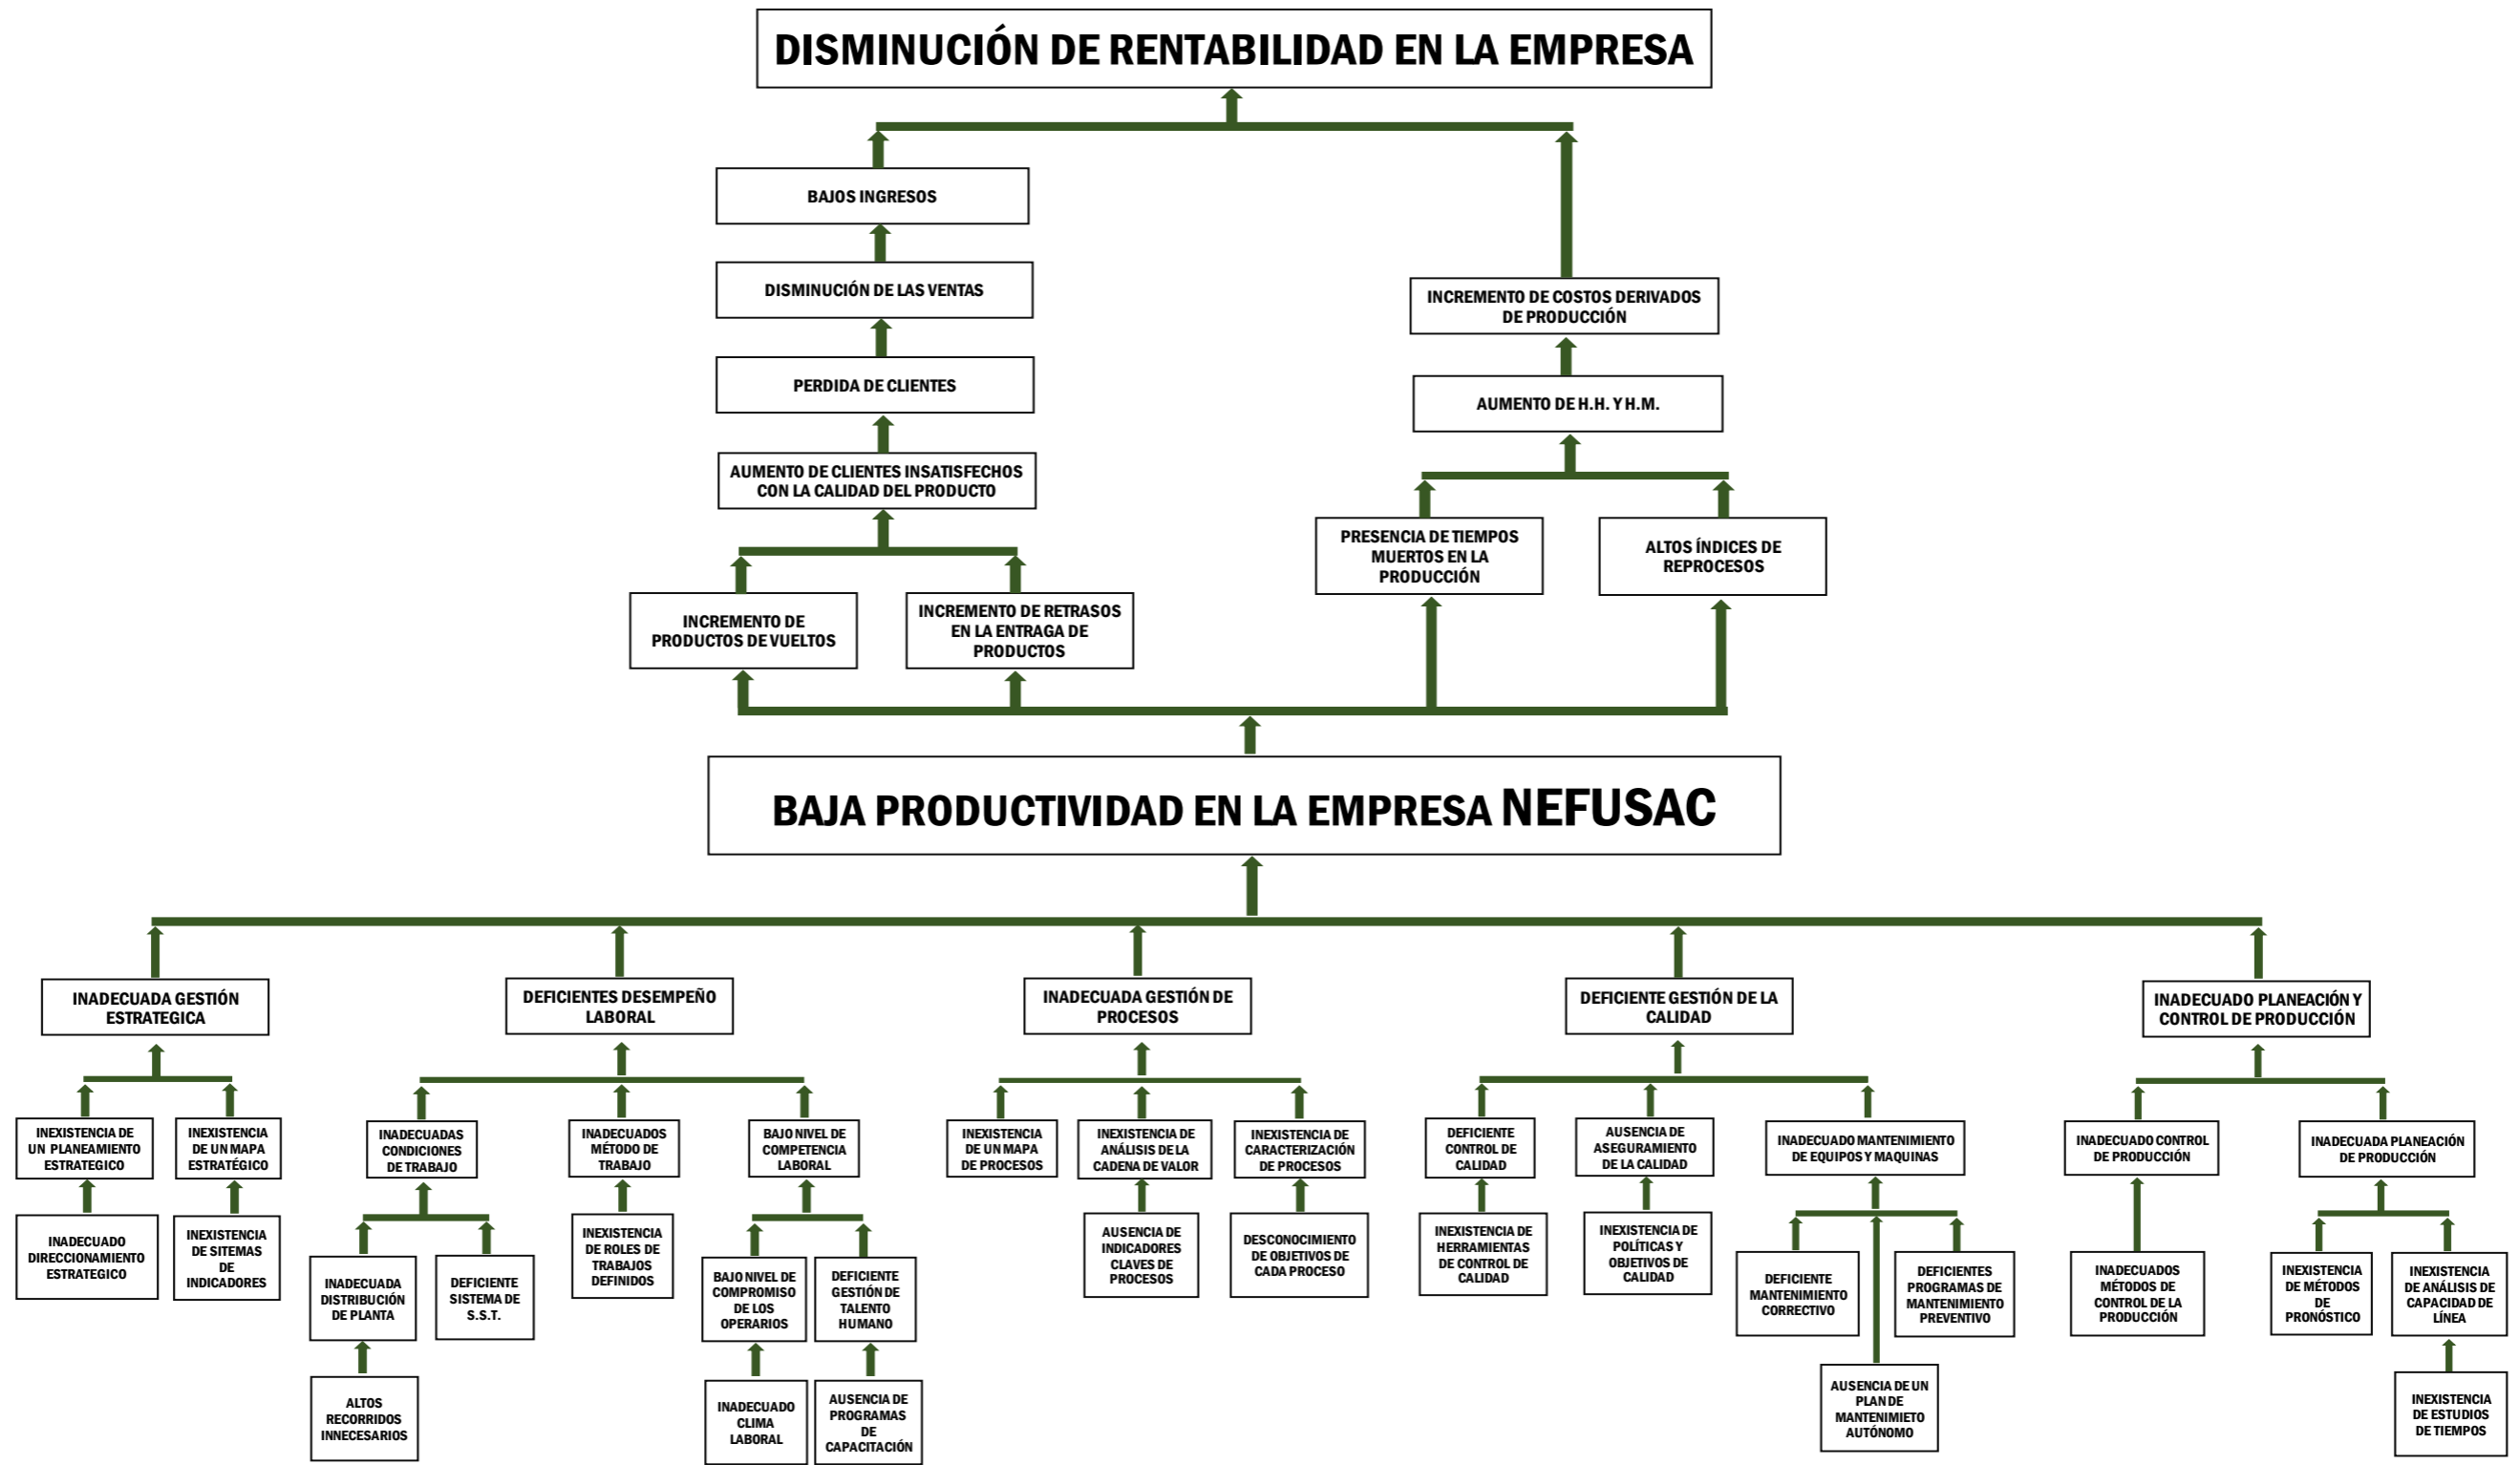 DISMINUCIÓN DE RENTABILIDAD EN LA EMPRESA
BAJOS INGRESOS
DISMINUCIÓN DE LAS VENTAS
INCREMENTO DE COSTOS DERIVADOS
DE PRODUCCIÓN
PERDIDA DE CLIENTES
AUMENTO DE H.H. Y H.M.
AUMENTO DE CLIENTES INSATISFECHOS
CON LA CALIDAD DEL PRODUCTO
PRESENCIA DE TIEMPOS
MUERTOS EN LA
PRODUCCIÓN
ALTOS ÍNDICES DE
REPROCESOS
INCREMENTO DE
PRODUCTOS DE VUELTOS
INCREMENTO DE RETRASOS
EN LA ENTRAGA DE
PRODUCTOS
BAJA PRODUCTIVIDAD EN LA EMPRESA NEFUSAC
INADECUADA GESTIÓN
ESTRATEGICA
DEFICIENTES DESEMPEÑO
LABORAL
INADECUADA GESTIÓN DE
PROCESOS
DEFICIENTE GESTIÓN DE LA
CALIDAD
INADECUADO PLANEACIÓN Y
CONTROL DE PRODUCCIÓN
INEXISTENCIA DE
UN PLANEAMIENTO
ESTRATEGICO
INEXISTENCIA
DE UN MAPA
ESTRATÉGICO
INADECUADAS
CONDICIONES
DE TRABAJO
INADECUADOS
MÉTODO DE
TRABAJO
BAJO NIVEL DE
COMPETENCIA
LABORAL
INEXISTENCIA
DE UN MAPA
DE PROCESOS
INEXISTENCIA DE
ANÁLISIS DE LA
CADENA DE VALOR
INEXISTENCIA DE
CARACTERIZACIÓN
DE PROCESOS
DEFICIENTE
CONTROL DE
CALIDAD
AUSENCIA DE
ASEGURAMIENTO
DE LA CALIDAD
INADECUADO MANTENIMIENTO
DE EQUIPOS Y MAQUINAS
INADECUADO CONTROL
DE PRODUCCIÓN
INADECUADA PLANEACIÓN
DE PRODUCCIÓN
INADECUADO
DIRECCIONAMIENTO
ESTRATEGICO
INEXISTENCIA
DE SITEMAS
DE
INDICADORES
INADECUADA
DISTRIBUCIÓN
DE PLANTA
DEFICIENTE
SISTEMA DE
S.S.T.
INEXISTENCIA
DE ROLES DE
TRABAJOS
DEFINIDOS
BAJO NIVEL DE
COMPROMISO
DE LOS
OPERARIOS
DEFICIENTE
GESTIÓN DE
TALENTO
HUMANO
AUSENCIA DE
INDICADORES
CLAVES DE
PROCESOS
DESCONOCIMIENTO
DE OBJETIVOS DE
CADA PROCESO
INEXISTENCIA DE
HERRAMIENTAS
DE CONTROL DE
CALIDAD
INEXISTENCIA DE
POLÍTICAS Y
OBJETIVOS DE
CALIDAD
DEFICIENTE
MANTENIMIENTO
CORRECTIVO
DEFICIENTES
PROGRAMAS DE
MANTENIMIENTO
PREVENTIVO
INADECUADOS
MÉTODOS DE
CONTROL DE LA
PRODUCCIÓN
INEXISTENCIA
DE MÉTODOS
DE
PRONÓSTICO
INEXISTENCIA
DE ANÁLISIS DE
CAPACIDAD DE
LÍNEA
ALTOS
RECORRIDOS
INNECESARIOS
INADECUADO
CLIMA
LABORAL
AUSENCIA DE
PROGRAMAS
DE
CAPACITACIÓN
AUSENCIA DE UN
PLAN DE
MANTENIMIETO
AUTÓNOMO
INEXISTENCIA
DE ESTUDIOS
DE TIEMPOS